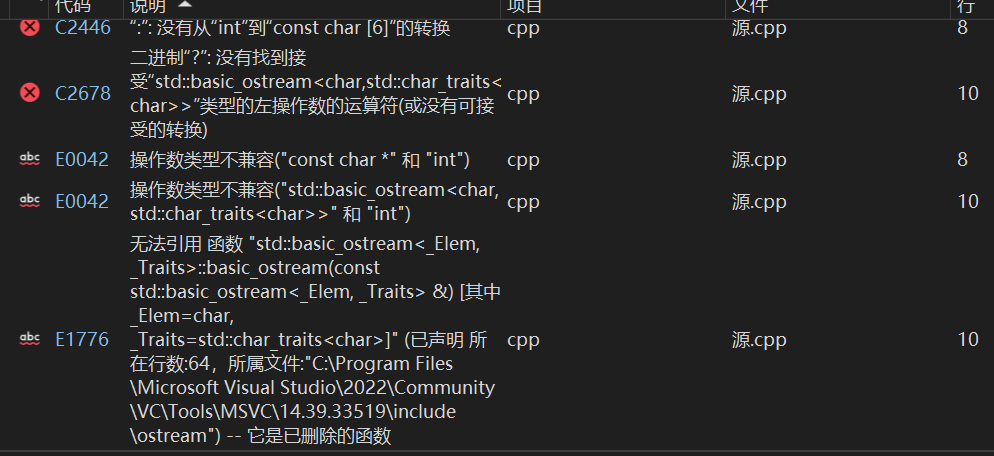 代码 说明 项目 文件 行
C2446 “:”: 没有从“int”到“const char [6]”的转换 cpp 源.cpp 8
二进制“?”: 没有找到接
受“std::basic_ostream<char,std::char_traits<
C2678 char>>”类型的左操作数的运算符(或没有可接 cpp 源.cpp 10
受的转换)
abc E0042 操作数类型不兼容("const char *" 和 "int") cpp 源.cpp 8
操作数类型不兼容("std::basic_ostream<char,
abc E0042 std::char_traits<char>>" 和 "int") cpp 源.cpp 10
无法引用 函数 "std::basic_ostream<_Elem,
_Traits>::basic_ostream(const
std::basic_ostream<_Elem, _Traits> &) [其中
_Elem=char,
abc E1776 _Traits=std::char_traits<char>]" (已声明 所 cpp 源.cpp 10
在行数:64，所属文件:"C:\Program Files
\Microsoft Visual Studio\2022\Community
\VC\Tools\MSVC\14.39.33519\include
\ostream") -- 它是已删除的函数